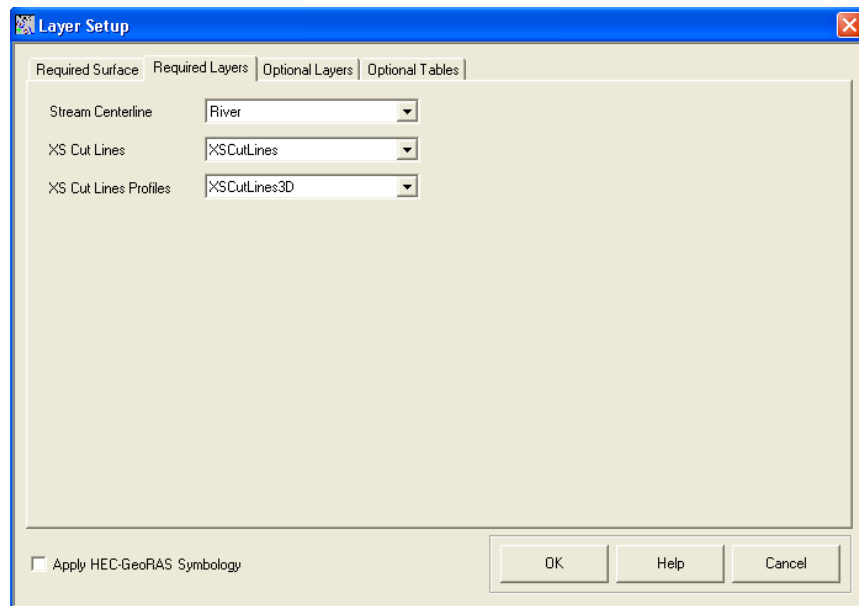 Layer Setup
Required Surface Required Layers Optional Layers Optional Tables
Stream Centerline River
XS Cut Lines XSCutLines
XS Cut Lines Profiles XSCutLines3D
Apply HEC-GeoRAS Symbology OK Help Cancel